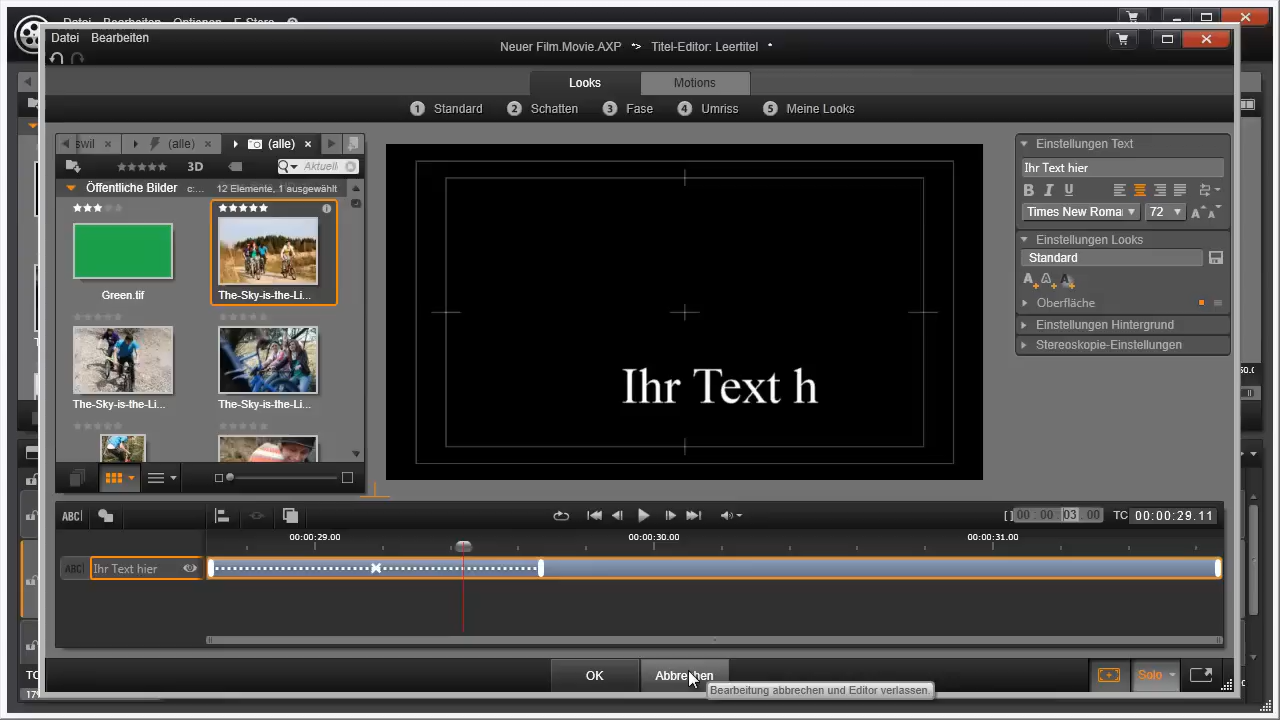 Datei Bearbeiten Optionen E-Store
Datei Bearbeiten
Neuer Film.Movie.AXP *> Titel-Editor: Leertitel *
Looks Motions
1 Standard 2 Schatten 3 Fase 4 Umriss 5 Meine Looks
swil × (alle) × (alle) ×
3D Aktuell
Öffentliche Bilder c:... 12 Elemente, 1 ausgewählt
Green.tif The-Sky-is-the-Li...
The-Sky-is-the-Li... The-Sky-is-the-Li...
Ihr Text h
Einstellungen Text
Ihr Text hier
B I U
Times New Roma 72
Einstellungen Looks
Standard
Oberfläche
Einstellungen Hintergrund
Stereoskopie-Einstellungen
ABC [] 00 : 00 : 03 . 00 TC 00:00:29.11
00:00:29.00 00:00:30.00 00:00:31.00
ABC Ihr Text hier
OK Abbrechen Solo
Bearbeitung abbrechen und Editor verlassen.